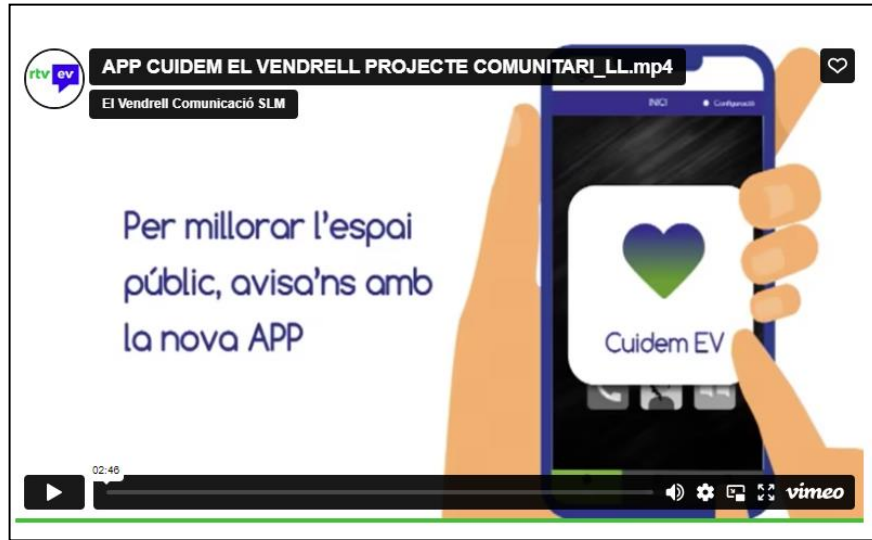 rtv ev
APP CUIDEM EL VENDRELL PROJECTE COMUNITARI_LL.mp4
El Vendrell Comunicació SLM
INICI
Configuració
Per millorar l'espai
públic, avisa'ns amb
la nova APP
Cuidem EV
02:46
vimeo